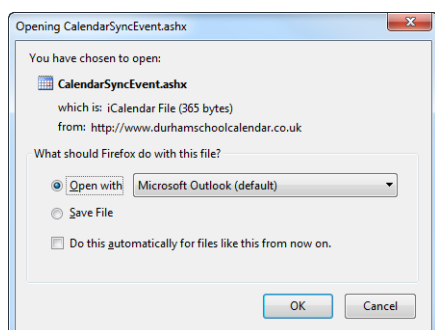 Opening CalendarSyncEvent.ashx
You have chosen to open:
CalendarSyncEvent.ashx
which is: iCalendar File (365 bytes)
from: http://www.durhamschoolcalendar.co.uk
What should Firefox do with this file?
Open with Microsoft Outlook (default)
Save File
Do this automatically for files like this from now on.
OK Cancel